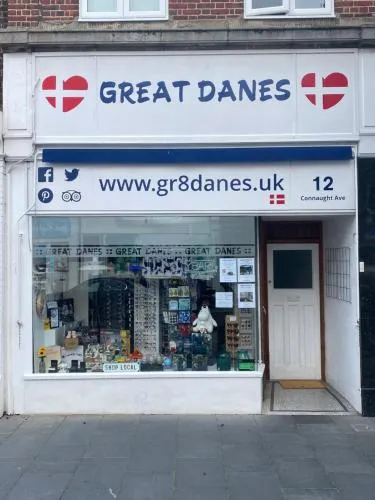 GREAT DANES
www.gr8danes.uk
12
Connaught Ave
GREAT DANES :: GREAT DANES :: GREAT DANES
SHOP LOCAL